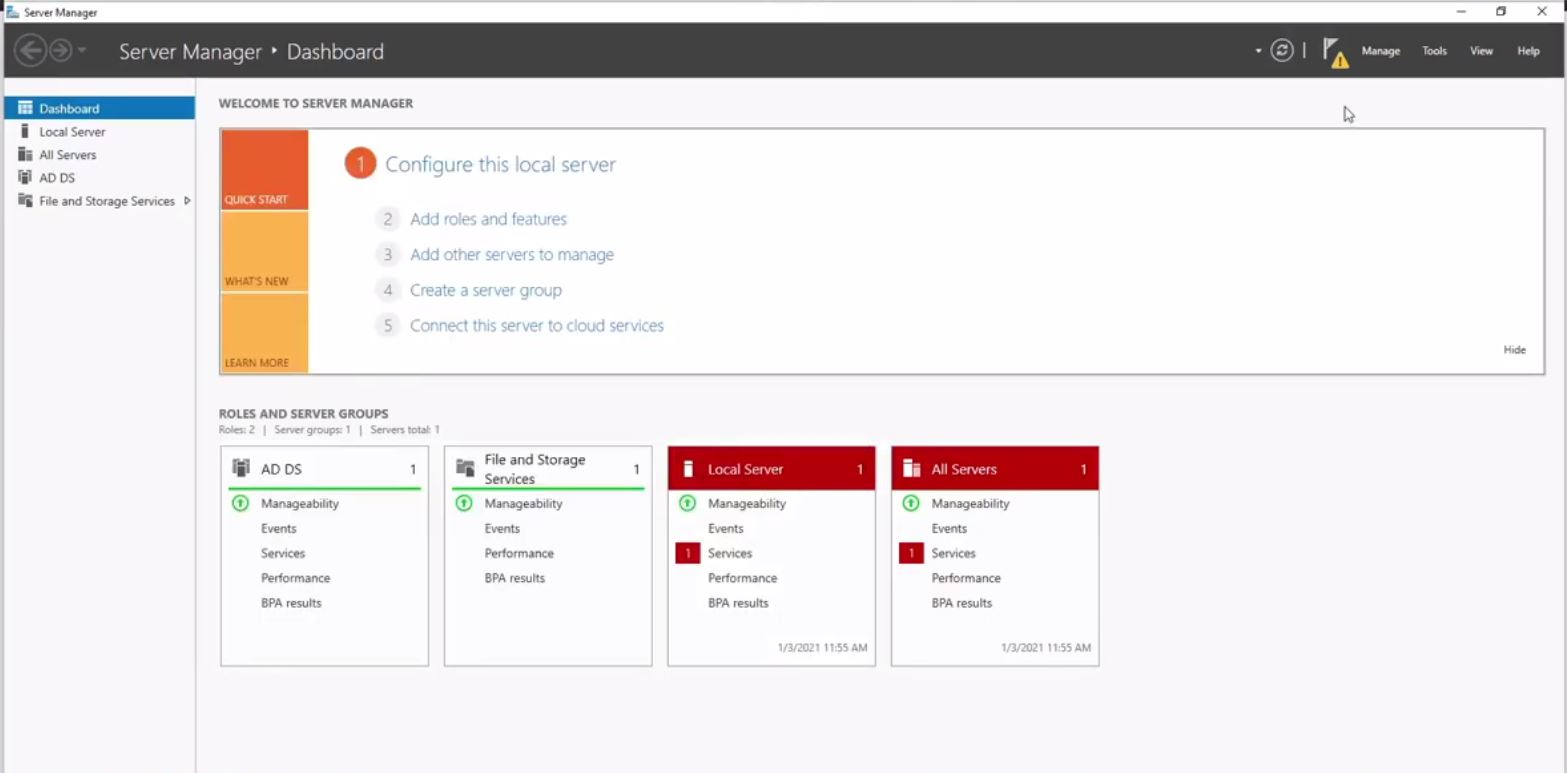 Server Manager
Server Manager ‣ Dashboard
Manage Tools View Help
Dashboard
Local Server
All Servers
AD DS
File and Storage Services
WELCOME TO SERVER MANAGER
QUICK START
WHAT'S NEW
LEARN MORE
1 Configure this local server
2 Add roles and features
3 Add other servers to manage
4 Create a server group
5 Connect this server to cloud services
Hide
ROLES AND SERVER GROUPS
Roles: 2 | Server groups: 1 | Servers total: 1
AD DS 1
Manageability
Events
Services
Performance
BPA results
File and Storage
Services 1
Manageability
Events
Performance
BPA results
Local Server 1
Manageability
Events
1 Services
Performance
BPA results
1/3/2021 11:55 AM
All Servers 1
Manageability
Events
1 Services
Performance
BPA results
1/3/2021 11:55 AM